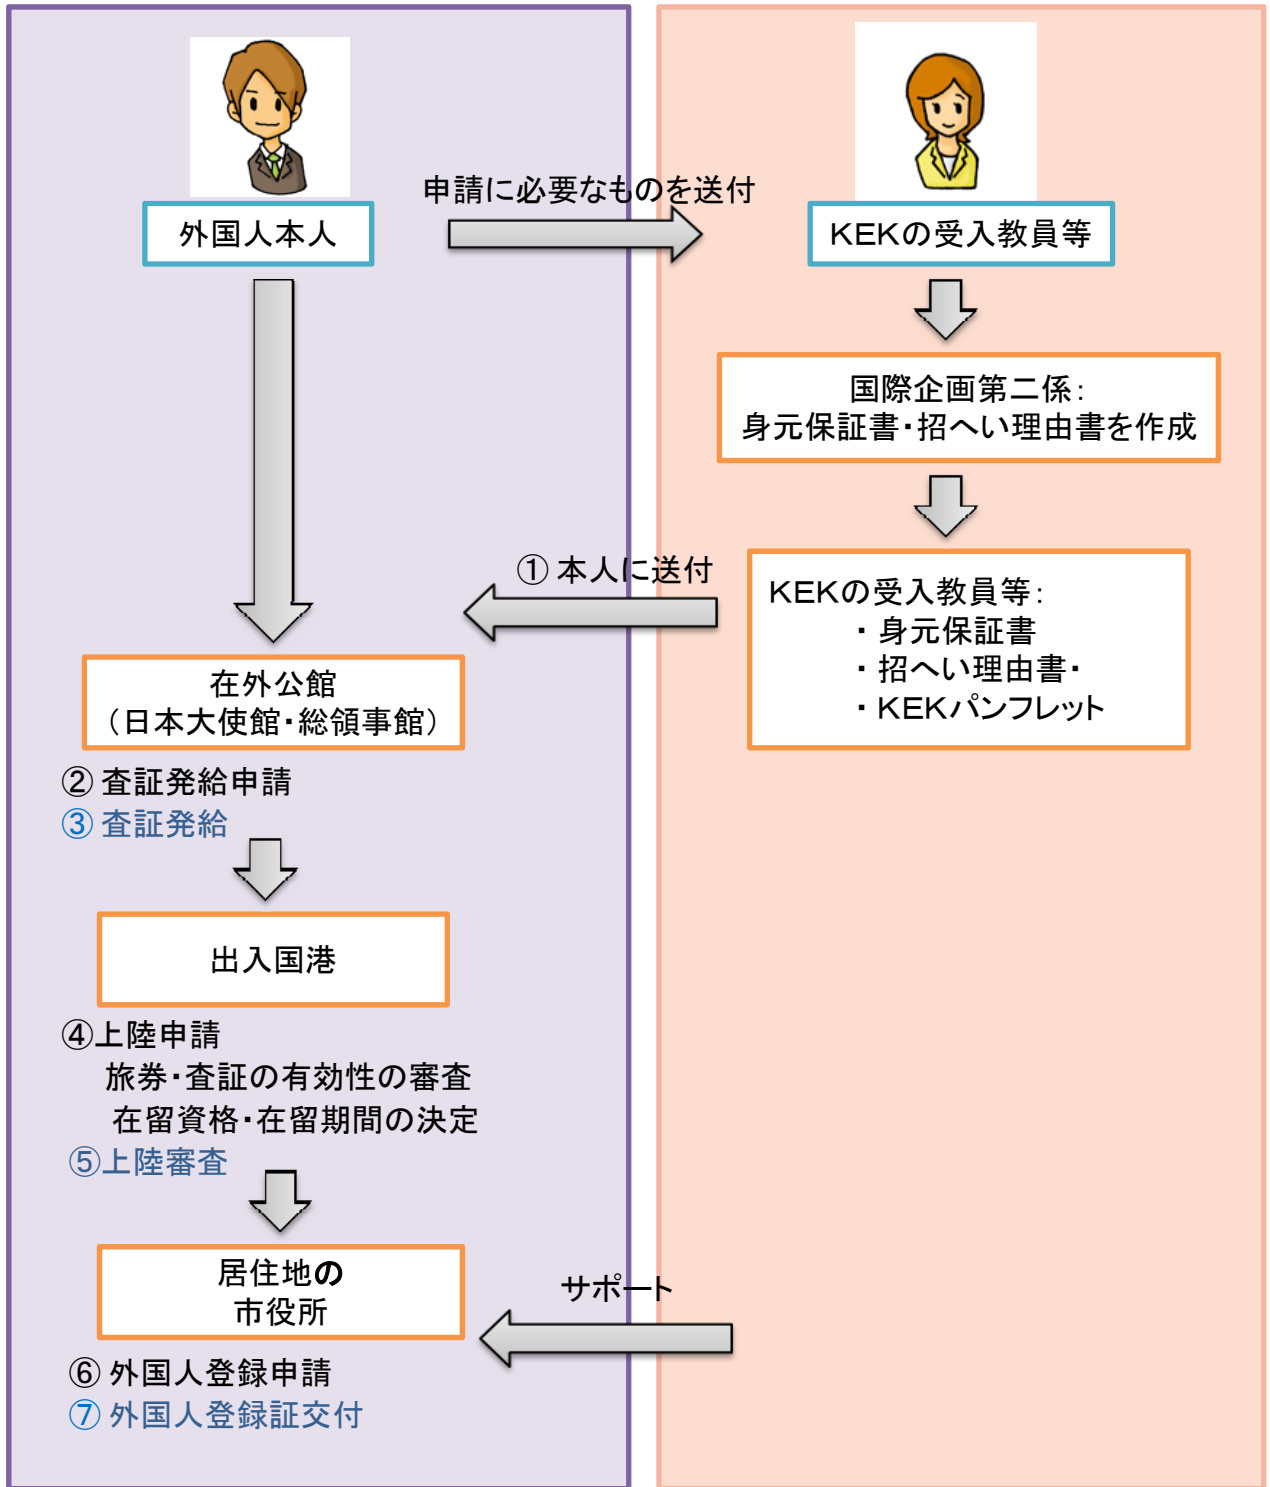 申請に必要なものを送付
外国人本人
KEKの受入教員等
国際企画第二係：
身元保証書・招へい理由書を作成
① 本人に送付
KEKの受入教員等：
・ 身元保証書
・ 招へい理由書・
・ KEKパンフレット
在外公館
（日本大使館・総領事館）
② 査証発給申請
③ 査証発給
出入国港
④上陸申請
旅券・査証の有効性の審査
在留資格・在留期間の決定
⑤上陸審査
居住地の
市役所
サポート
⑥ 外国人登録申請
⑦ 外国人登録証交付